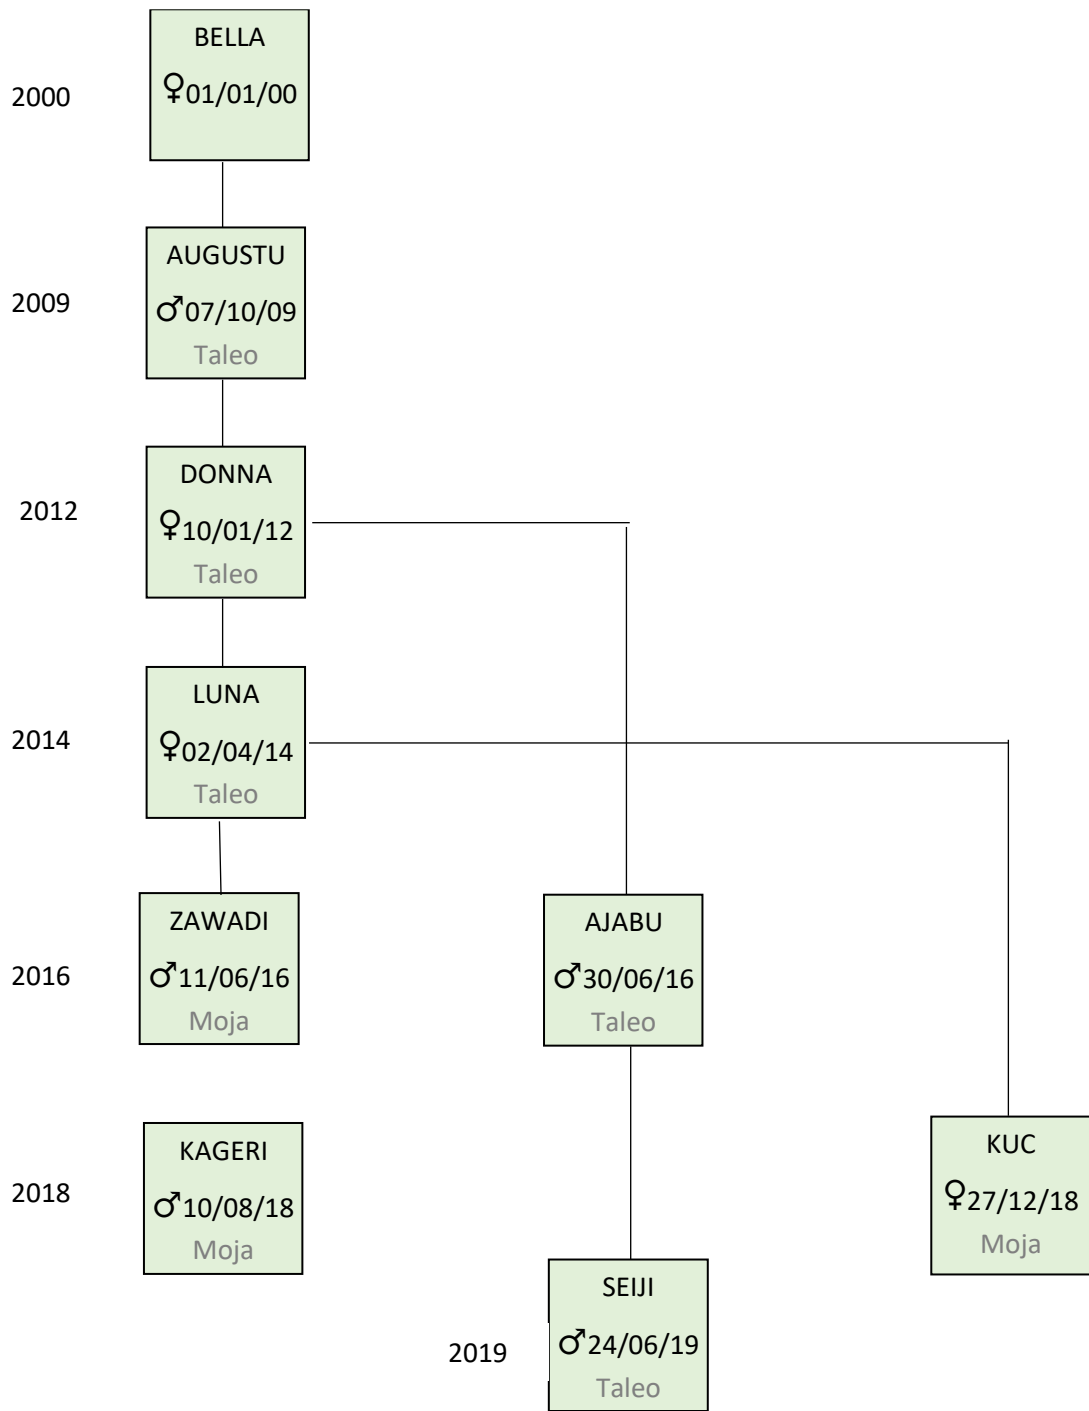 BELLA
2000
♀01/01/00
AUGUSTU
2009
♂07/10/09
Taleo
DONNA
2012
♀10/01/12
Taleo
LUNA
2014
♀02/04/14
Taleo
ZAWADI
2016
♂11/06/16
Moja
AJABU
♂30/06/16
Taleo
KAGERI
2018
♂10/08/18
Moja
KUC
♀27/12/18
Moja
SEIJI
2019
♂24/06/19
Taleo